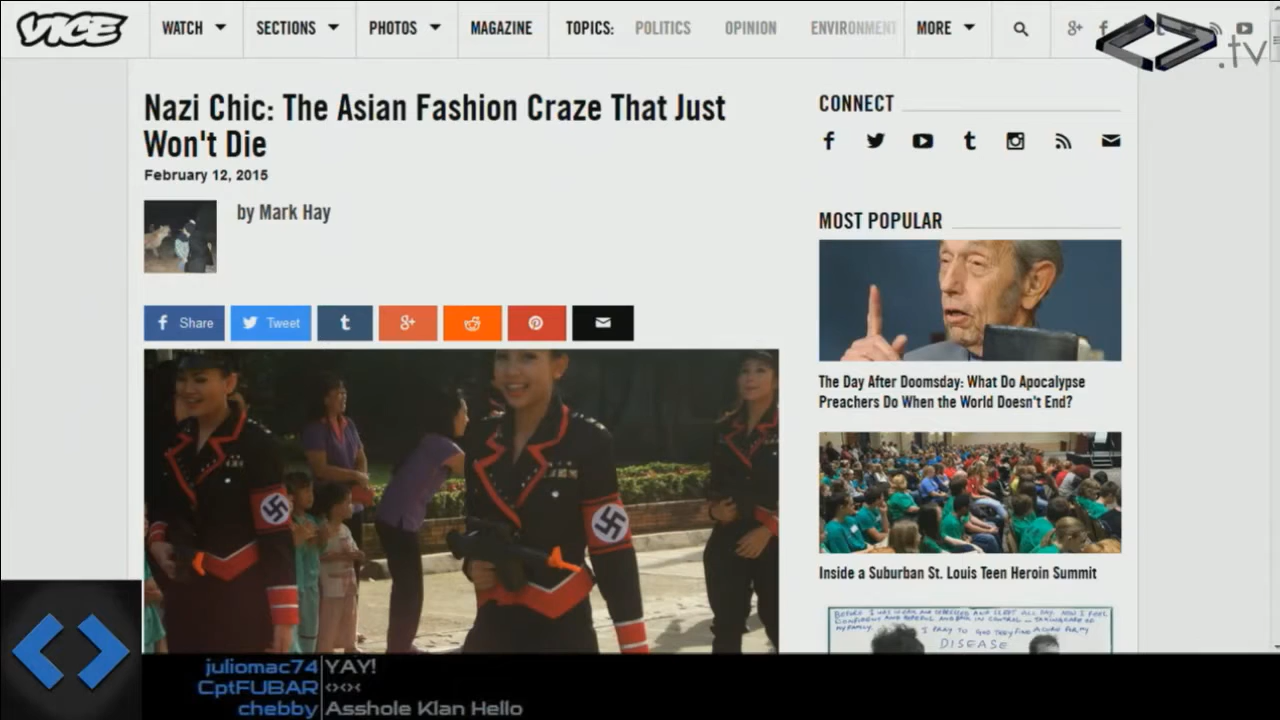 VICE
WATCH
SECTIONS
PHOTOS
MAGAZINE
TOPICS:
POLITICS
OPINION
ENVIRONMENT
MORE
.tv
Nazi Chic: The Asian Fashion Craze That Just
Won't Die
February 12, 2015
by Mark Hay
Share
Tweet
CONNECT
MOST POPULAR
The Day After Doomsday: What Do Apocalypse
Preachers Do When the World Doesn't End?
Inside a Suburban St. Louis Teen Heroin Summit
DISEASE
juliomac74 YAY!
CptFUBAR <><><
chebby Asshole Klan Hello